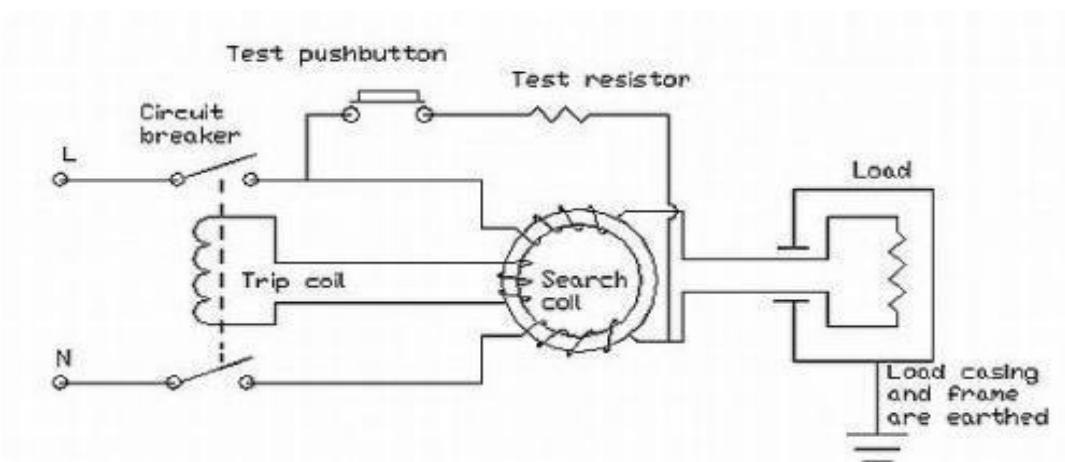 Test pushbutton
Test resistor
Circuit
breaker
L
Load
Trip coil
Search
coil
N
Load casing
and frame
are earthed